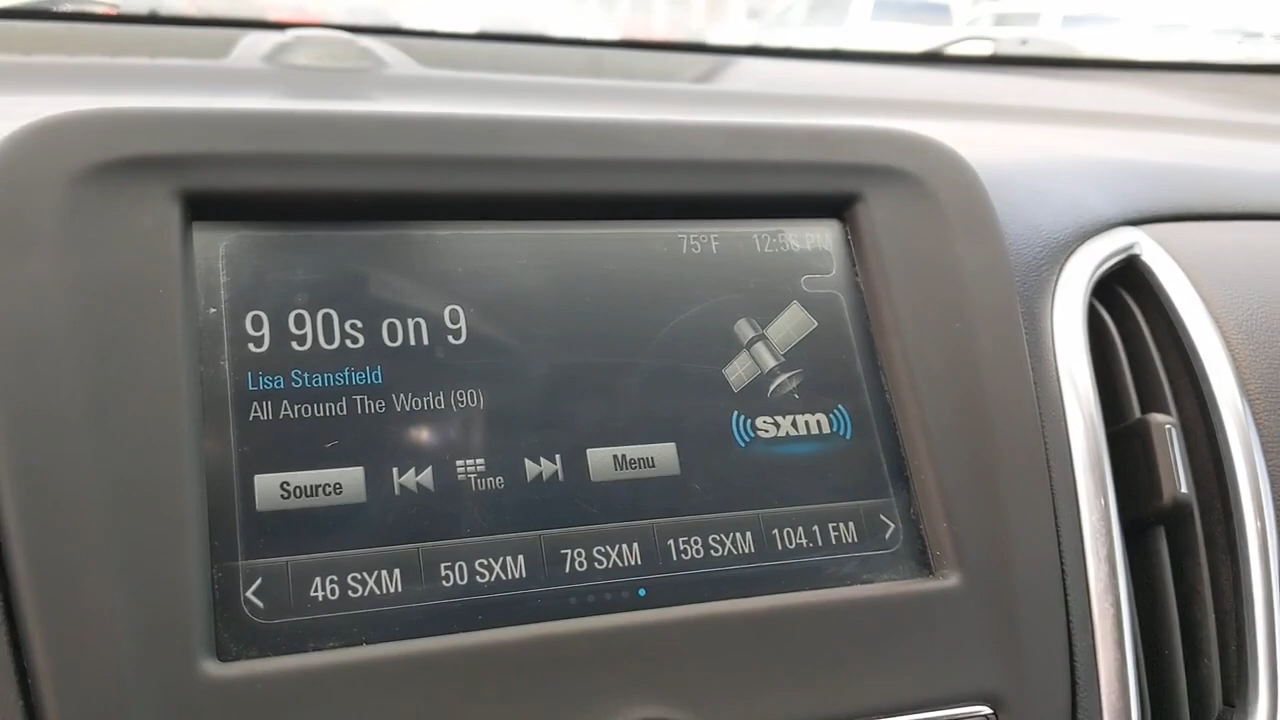 75°F 12:56 PM
9 90s on 9
Lisa Stansfield
All Around The World (90)
sxm
Source Tune Menu
46 SXM 50 SXM 78 SXM 158 SXM 104.1 FM